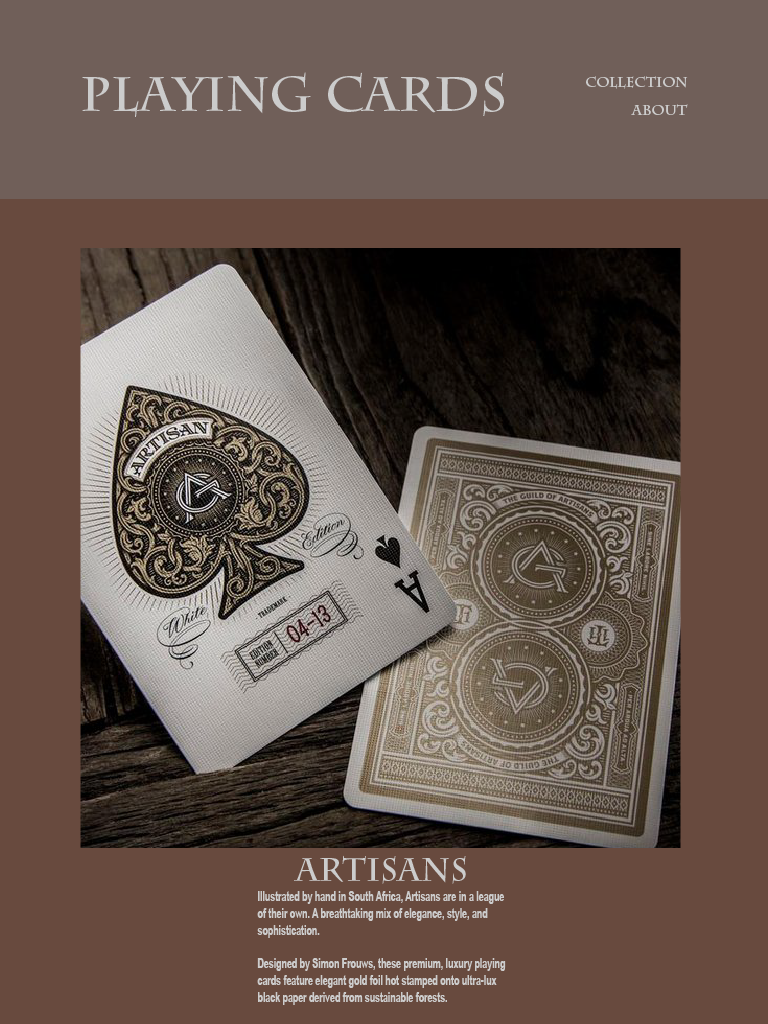 PLAYING CARDS
COLLECTION
ABOUT
ARTISAN
White
Edition
TRADEMARK
EDITION
NUMBER
04-13
A
THE GUILD OF ARTISANS
THE GUILD OF ARTISANS
ARTISANS
Illustrated by hand in South Africa, Artisans are in a league
of their own. A breathtaking mix of elegance, style, and
sophistication.
Designed by Simon Frouws, these premium, luxury playing
cards feature elegant gold foil hot stamped onto ultra-lux
black paper derived from sustainable forests.